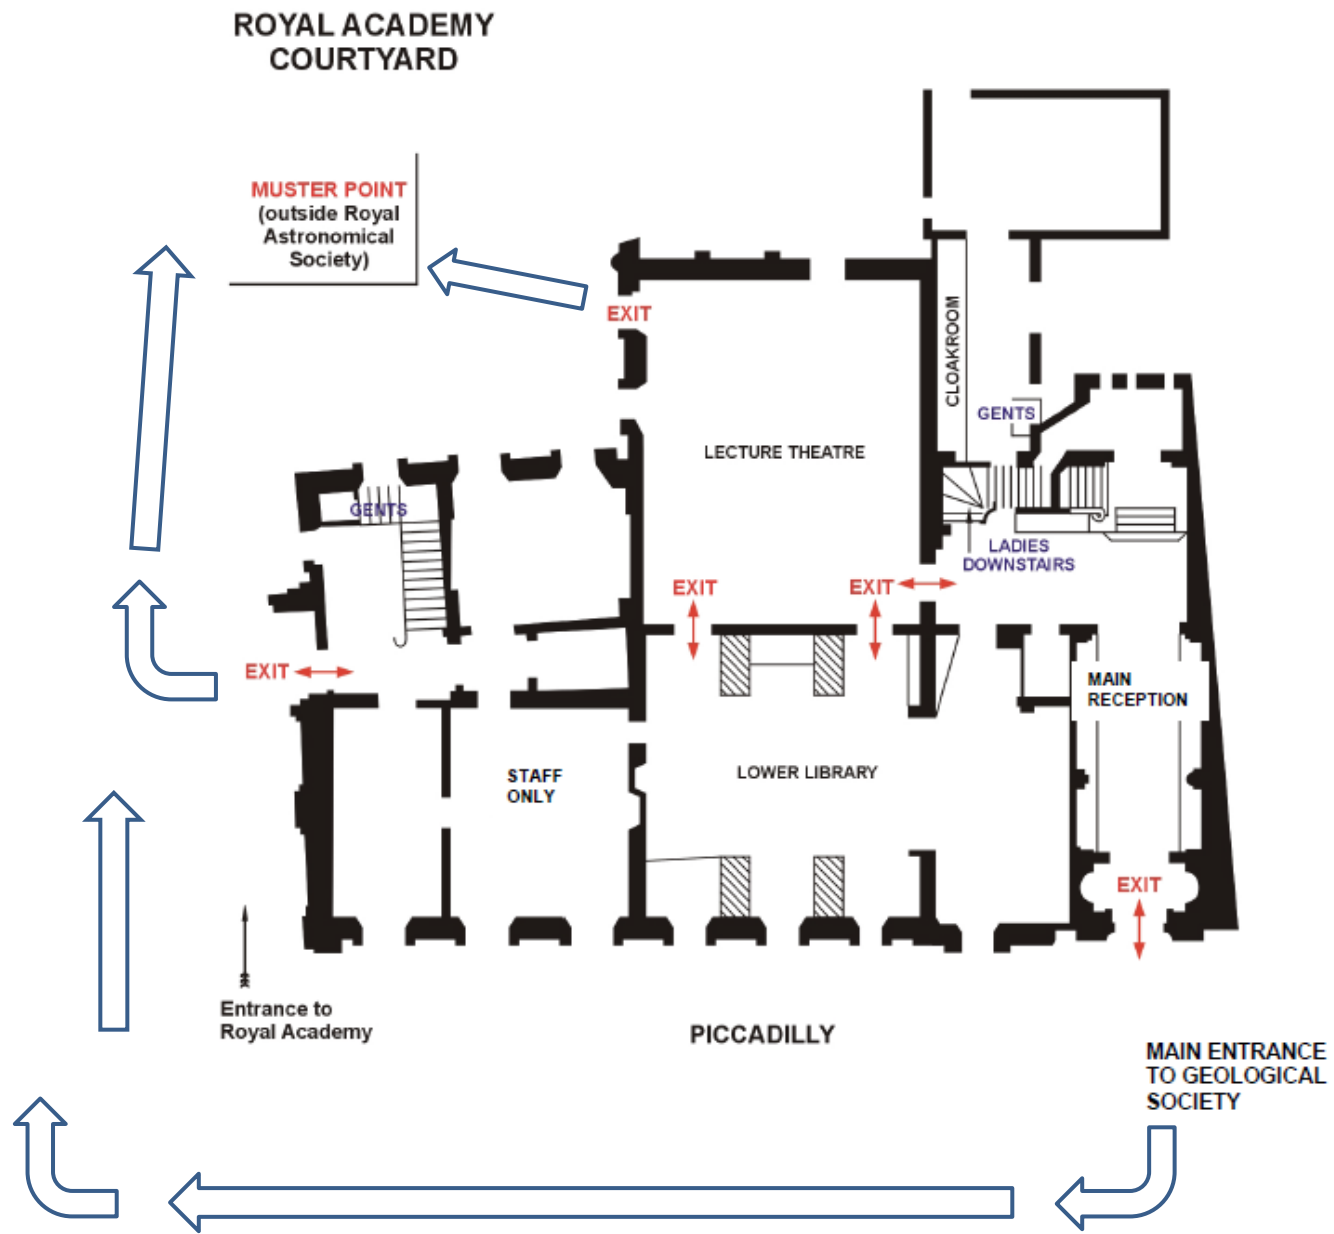 ROYAL ACADEMY
COURTYARD
MUSTER POINT
(outside Royal
Astronomical
Society)
EXIT
CLOAKROOM
GENTS
LECTURE THEATRE
GENTS
LADIES
DOWNSTAIRS
EXIT
EXIT
EXIT
MAIN
RECEPTION
STAFF
ONLY
LOWER LIBRARY
EXIT
Entrance to
Royal Academy
PICCADILLY
MAIN ENTRANCE
TO GEOLOGICAL
SOCIETY